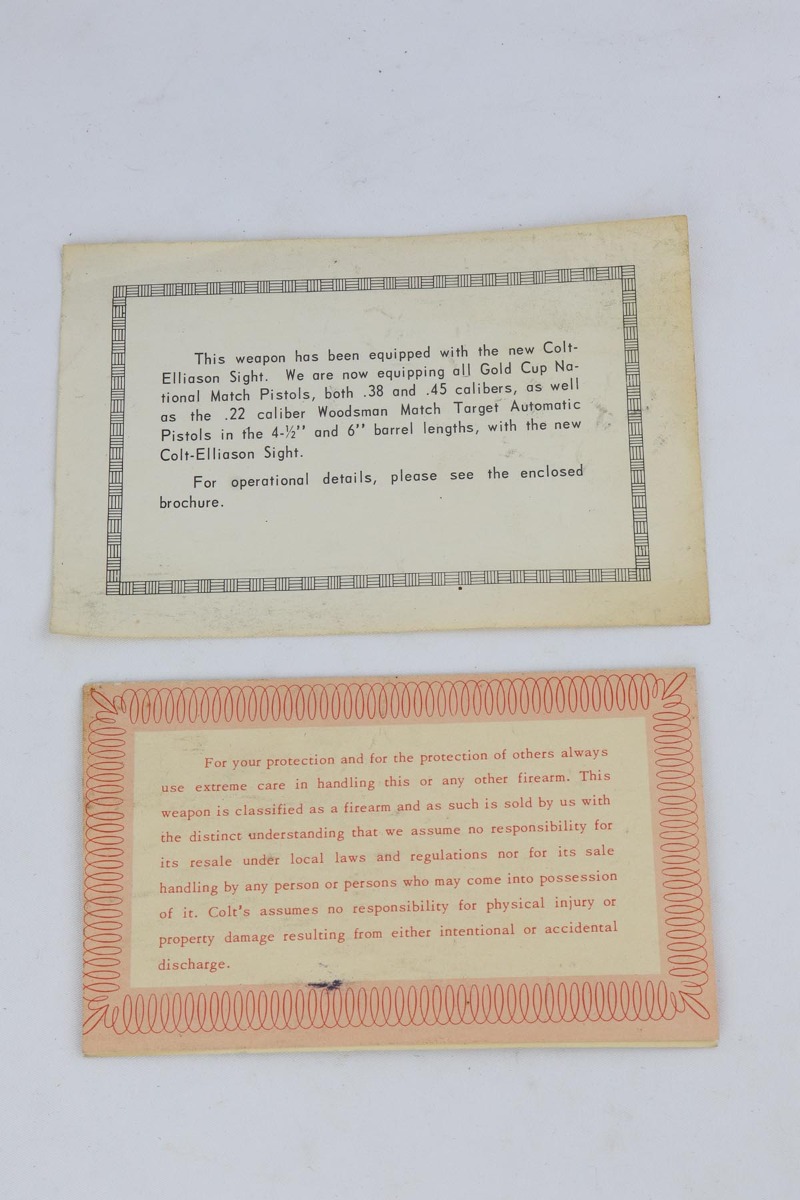 This weapon has been equipped with the new Colt-
Elliason Sight. We are now equipping all Gold Cup Na-
tional Match Pistols, both .38 and .45 calibers, as well
as the .22 caliber Woodsman Match Target Automatic
Pistols in the 4-½” and 6” barrel lengths, with the new
Colt-Elliason Sight.
For operational details, please see the enclosed
brochure.
For your protection and for the protection of others always
use extreme care in handling this or any other firearm. This
weapon is classified as a firearm and as such is sold by us with
the distinct understanding that we assume no responsibility for
its resale under local laws and regulations nor for its sale
handling by any person or persons who may come into possession
of it. Colt's assumes no responsibility for physical injury or
property damage resulting from either intentional or accidental
discharge.